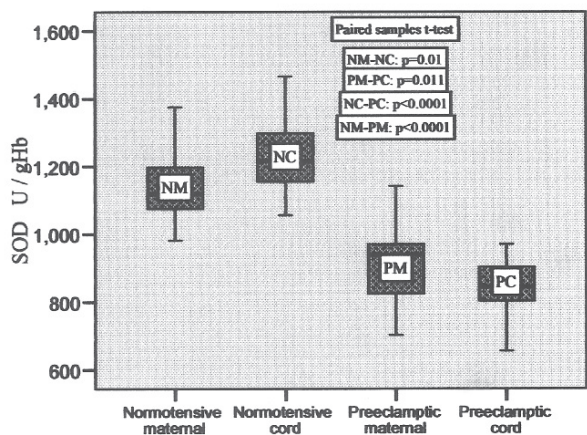 Paired samples t-test
NM-NC: p=0.01
PM-PC: p=0.011
NC-PC: p<0.0001
NM-PM: p<0.0001
SOD U / gHb
1,600
1,400
1,200
1,000
800
600
NM
NC
PM
PC
Normotensive maternal
Normotensive cord
Preeclamptic maternal
Preeclamptic cord